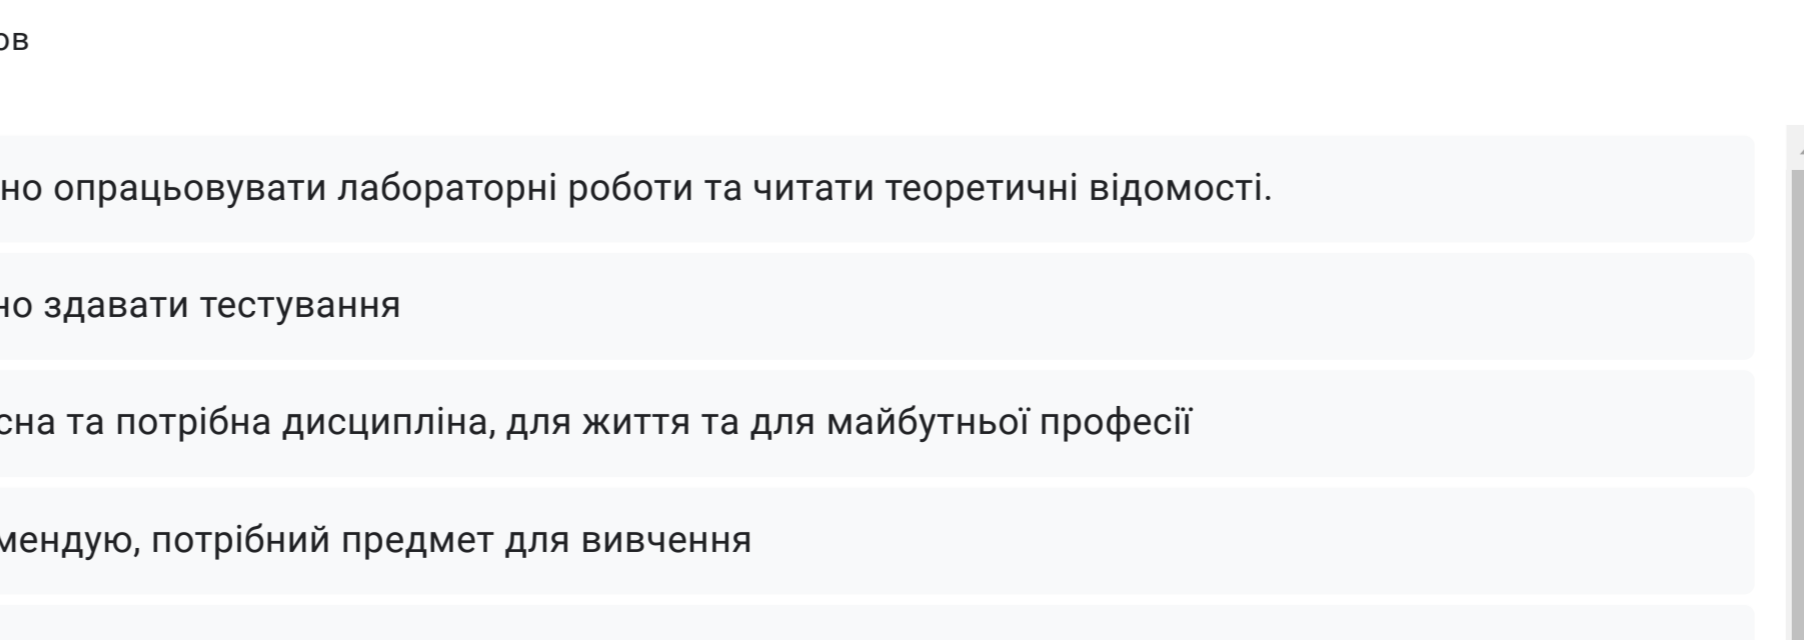 ов
но опрацьовувати лабораторні роботи та читати теоретичні відомості.
но здавати тестування
сна та потрібна дисципліна, для життя та для майбутньої професії
мендую, потрібний предмет для вивчення